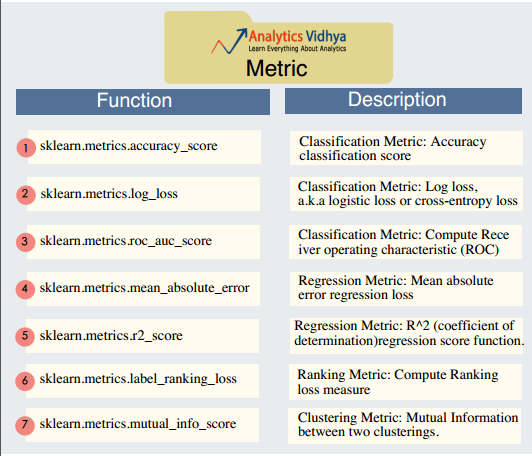 Analytics Vidhya
Learn Everything About Analytics
Metric
Function
Description
1 sklearn.metrics.accuracy_score
Classification Metric: Accuracy
classification score
2 sklearn.metrics.log_loss
Classification Metric: Log loss,
a.k.a logistic loss or cross-entropy loss
3 sklearn.metrics.roc_auc_score
Classification Metric: Compute Rece
iver operating characteristic (ROC)
4 sklearn.metrics.mean_absolute_error
Regression Metric: Mean absolute
error regression loss
5 sklearn.metrics.r2_score
Regression Metric: R^2 (coefficient of
determination)regression score function.
6 sklearn.metrics.label_ranking_loss
Ranking Metric: Compute Ranking
loss measure
7 sklearn.metrics.mutual_info_score
Clustering Metric: Mutual Information
between two clusterings.